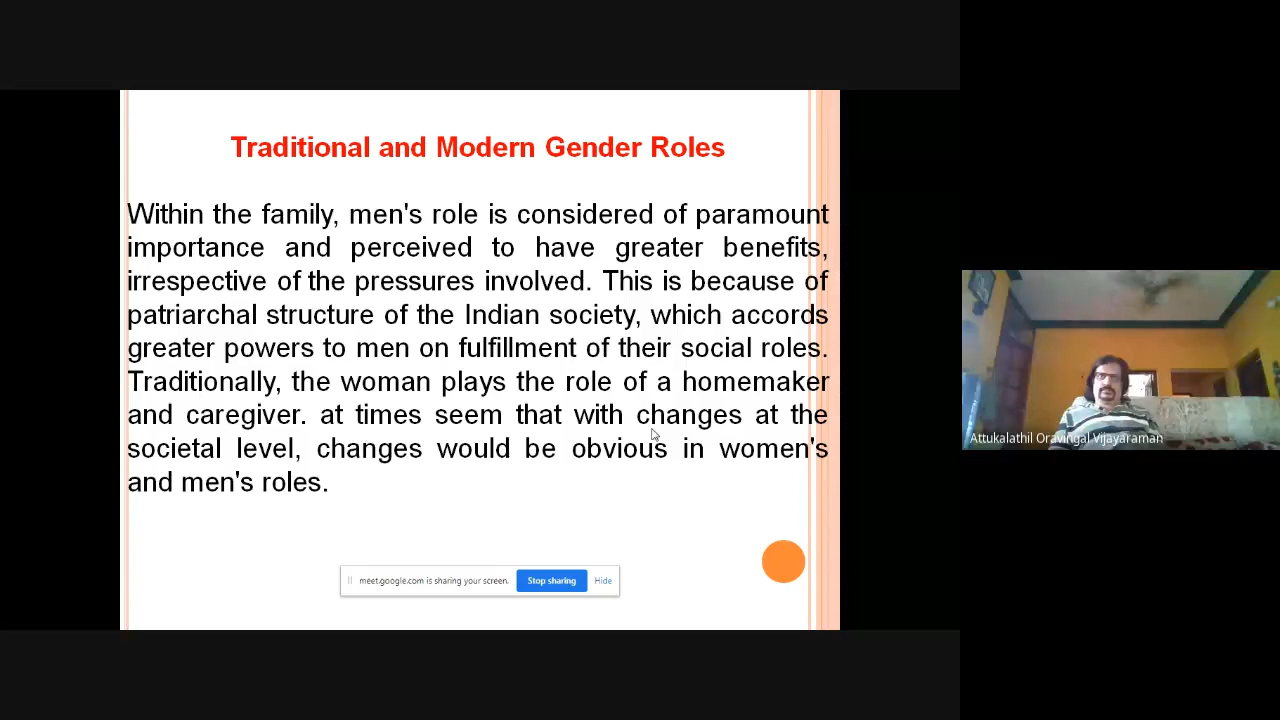 Traditional and Modern Gender Roles
Within the family, men's role is considered of paramount
importance and perceived to have greater benefits,
irrespective of the pressures involved. This is because of
patriarchal structure of the Indian society, which accords
greater powers to men on fulfillment of their social roles.
Traditionally, the woman plays the role of a homemaker
and caregiver. at times seem that with changes at the
societal level, changes would be obvious in women's
and men's roles.
meet.google.com is sharing your screen. Stop sharing Hide
Attukalathil Oravingal Vijayaraman